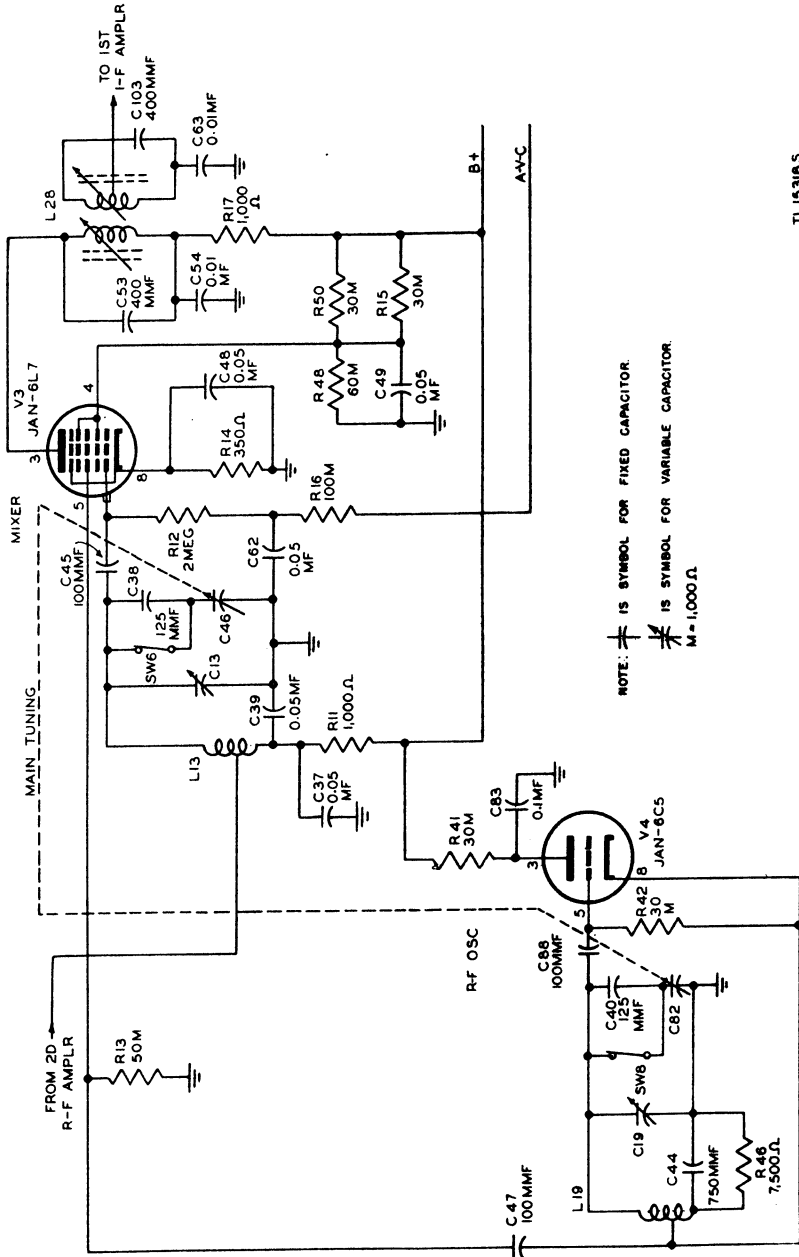 TO 1ST
I-F AMPLR
C103
400MMF
L28
C63
0.01MF
R17
1,000
Ω
C53
400
MMF
C54
0.01
MF
B+
A-V-C
TL15318S
V3
JAN-6L7
3
4
5
8
C48
0.05
MF
R14
350Ω
R50
30M
R15
30M
R48
60M
C49
0.05
MF
MIXER
R16
100M
R12
2MEG
C62
0.05
MF
C45
100MMF
C38
125
MMF
C46
SW6
C13
C39
0.05MF
MAIN TUNING
L13
R11
1,000Ω
C37
0.05
MF
NOTE: IS SYMBOL FOR FIXED CAPACITOR.
IS SYMBOL FOR VARIABLE CAPACITOR.
M = 1,000Ω
R41
30M
C83
0.1MF
3
V4
JAN-6C5
5
8
R42
30
M
R-F OSC
C88
100MMF
C40
125
MMF
C82
SW8
C19
FROM 2D
R-F AMPLR
R13
50M
L19
C44
750MMF
R46
7,500Ω
C47
100MMF